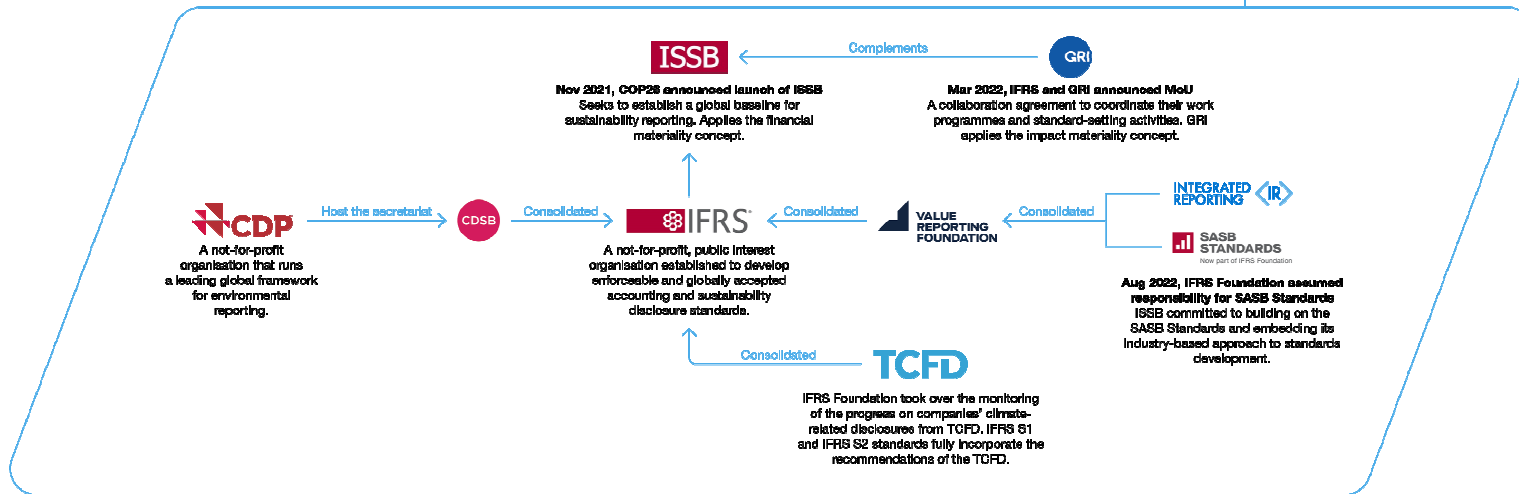 ISSB
Complements
GRI
Nov 2021, COP26 announced launch of ISSB
Seeks to establish a global baseline for
sustainability reporting. Applies the financial
materiality concept.
Mar 2022, IFRS and GRI announced MoU
A collaboration agreement to coordinate their work
programmes and standard-setting activities. GRI
applies the impact materiality concept.
CDP
Host the secretariat
CDSB
Consolidated
IFRS
Consolidated
VALUE
REPORTING
FOUNDATION
Consolidated
INTEGRATED
REPORTING
<IR>
SASB
STANDARDS
Now part of IFRS Foundation
A not-for-profit
organisation that runs
a leading global framework
for environmental
reporting.
A not-for-profit, public interest
organisation established to develop
enforceable and globally accepted
accounting and sustainability
disclosure standards.
Aug 2022, IFRS Foundation assumed
responsibility for SASB Standards
ISSB committed to building on the
SASB Standards and embedding its
industry-based approach to standards
development.
Consolidated
TCFD
IFRS Foundation took over the monitoring
of the progress on companies' climate-
related disclosures from TCFD. IFRS S1
and IFRS S2 standards fully incorporate the
recommendations of the TCFD.